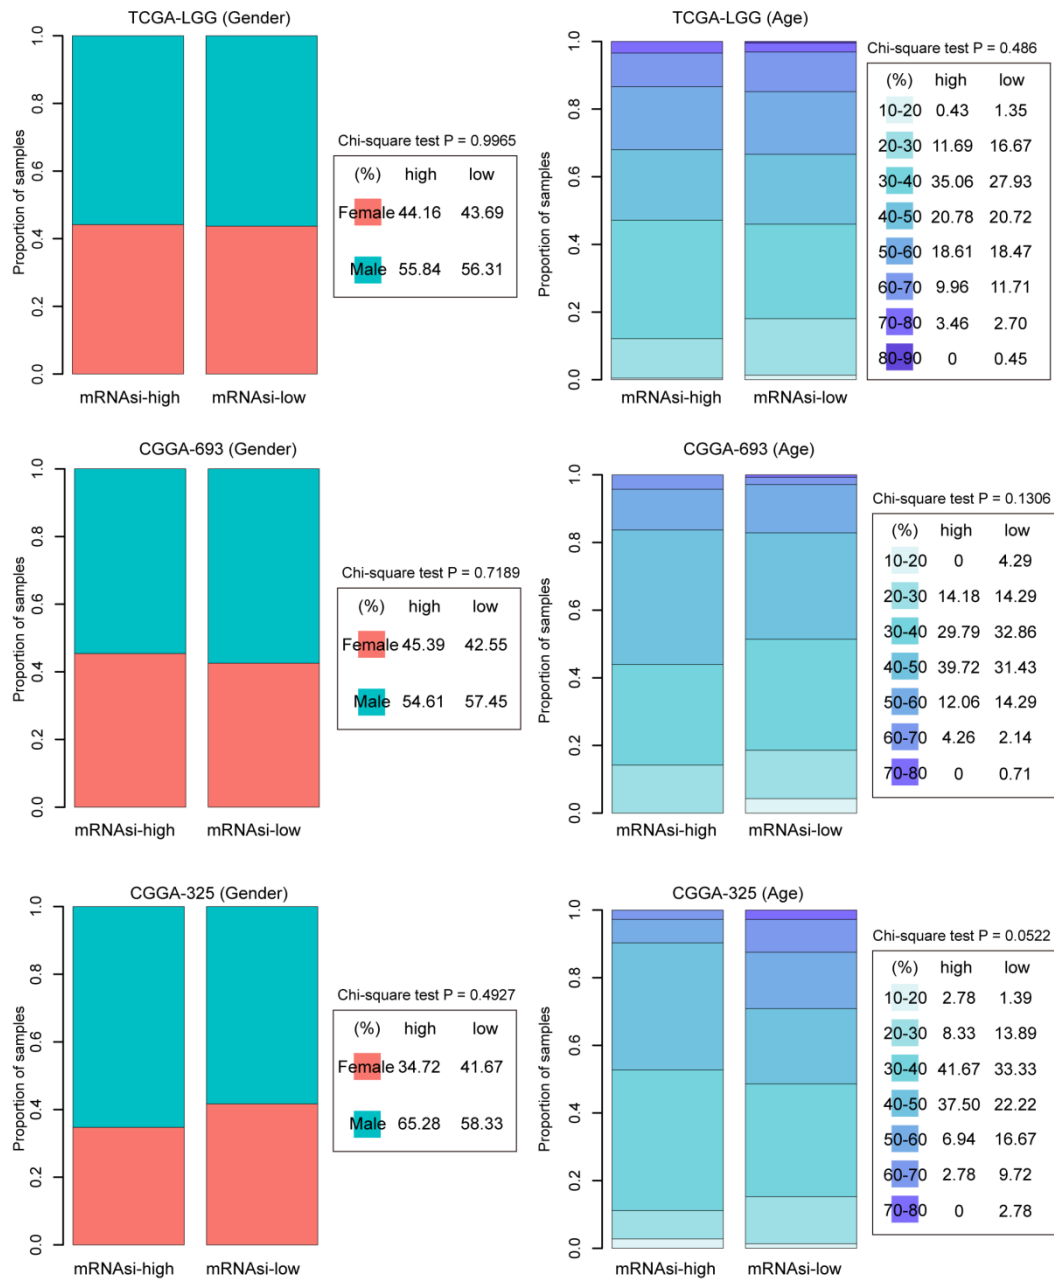 TCGA-LGG (Gender)
Proportion of samples
1.0
0.8
0.6
0.4
0.2
0.0
mRNAsi-high mRNAsi-low
Chi-square test P = 0.9965
(%) high low
Female 44.16 43.69
Male 55.84 56.31
TCGA-LGG (Age)
Proportion of samples
1.0
0.8
0.6
0.4
0.2
0.0
mRNAsi-high mRNAsi-low
Chi-square test P = 0.486
(%) high low
10-20 0.43 1.35
20-30 11.69 16.67
30-40 35.06 27.93
40-50 20.78 20.72
50-60 18.61 18.47
60-70 9.96 11.71
70-80 3.46 2.70
80-90 0 0.45
CGGA-693 (Gender)
Proportion of samples
1.0
0.8
0.6
0.4
0.2
0.0
mRNAsi-high mRNAsi-low
Chi-square test P = 0.7189
(%) high low
Female 45.39 42.55
Male 54.61 57.45
CGGA-693 (Age)
Proportion of samples
1.0
0.8
0.6
0.4
0.2
0.0
mRNAsi-high mRNAsi-low
Chi-square test P = 0.1306
(%) high low
10-20 0 4.29
20-30 14.18 14.29
30-40 29.79 32.86
40-50 39.72 31.43
50-60 12.06 14.29
60-70 4.26 2.14
70-80 0 0.71
CGGA-325 (Gender)
Proportion of samples
1.0
0.8
0.6
0.4
0.2
0.0
mRNAsi-high mRNAsi-low
Chi-square test P = 0.4927
(%) high low
Female 34.72 41.67
Male 65.28 58.33
CGGA-325 (Age)
Proportion of samples
1.0
0.8
0.6
0.4
0.2
0.0
mRNAsi-high mRNAsi-low
Chi-square test P = 0.0522
(%) high low
10-20 2.78 1.39
20-30 8.33 13.89
30-40 41.67 33.33
40-50 37.50 22.22
50-60 6.94 16.67
60-70 2.78 9.72
70-80 0 2.78